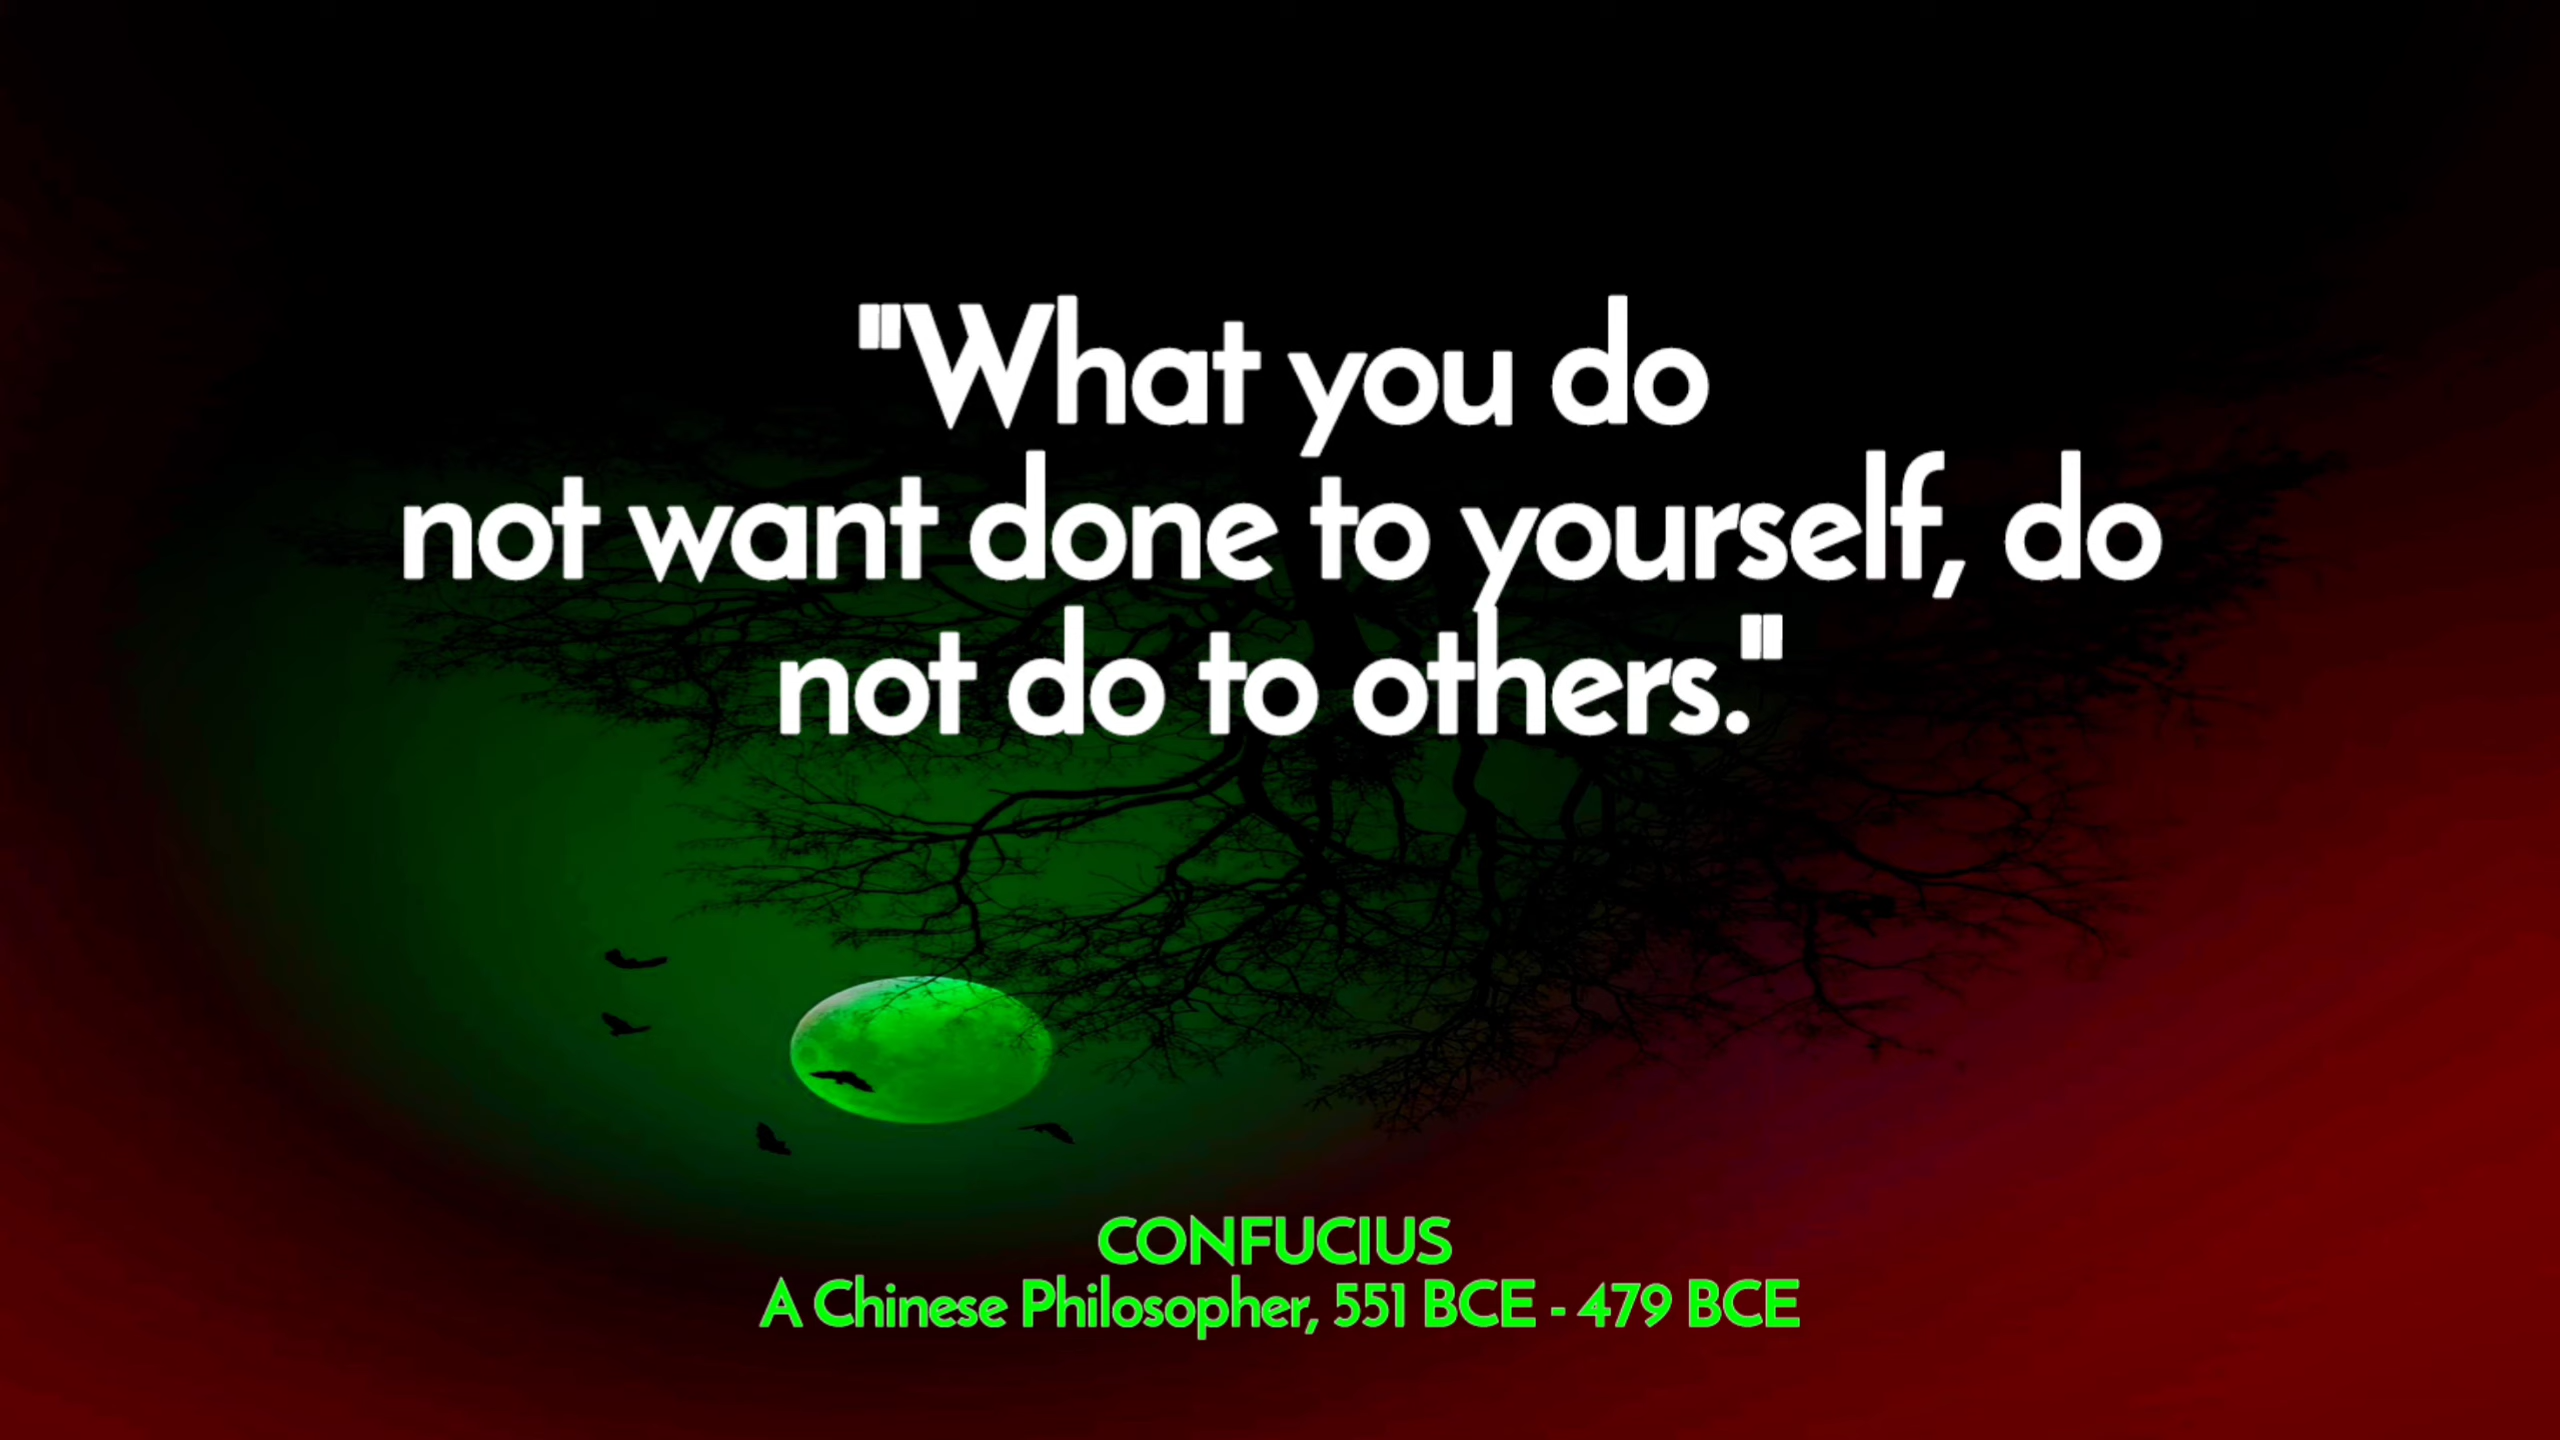 "What you do
not want done to yourself, do
not do to others."
CONFUCIUS
A Chinese Philosopher, 551 BCE - 479 BCE